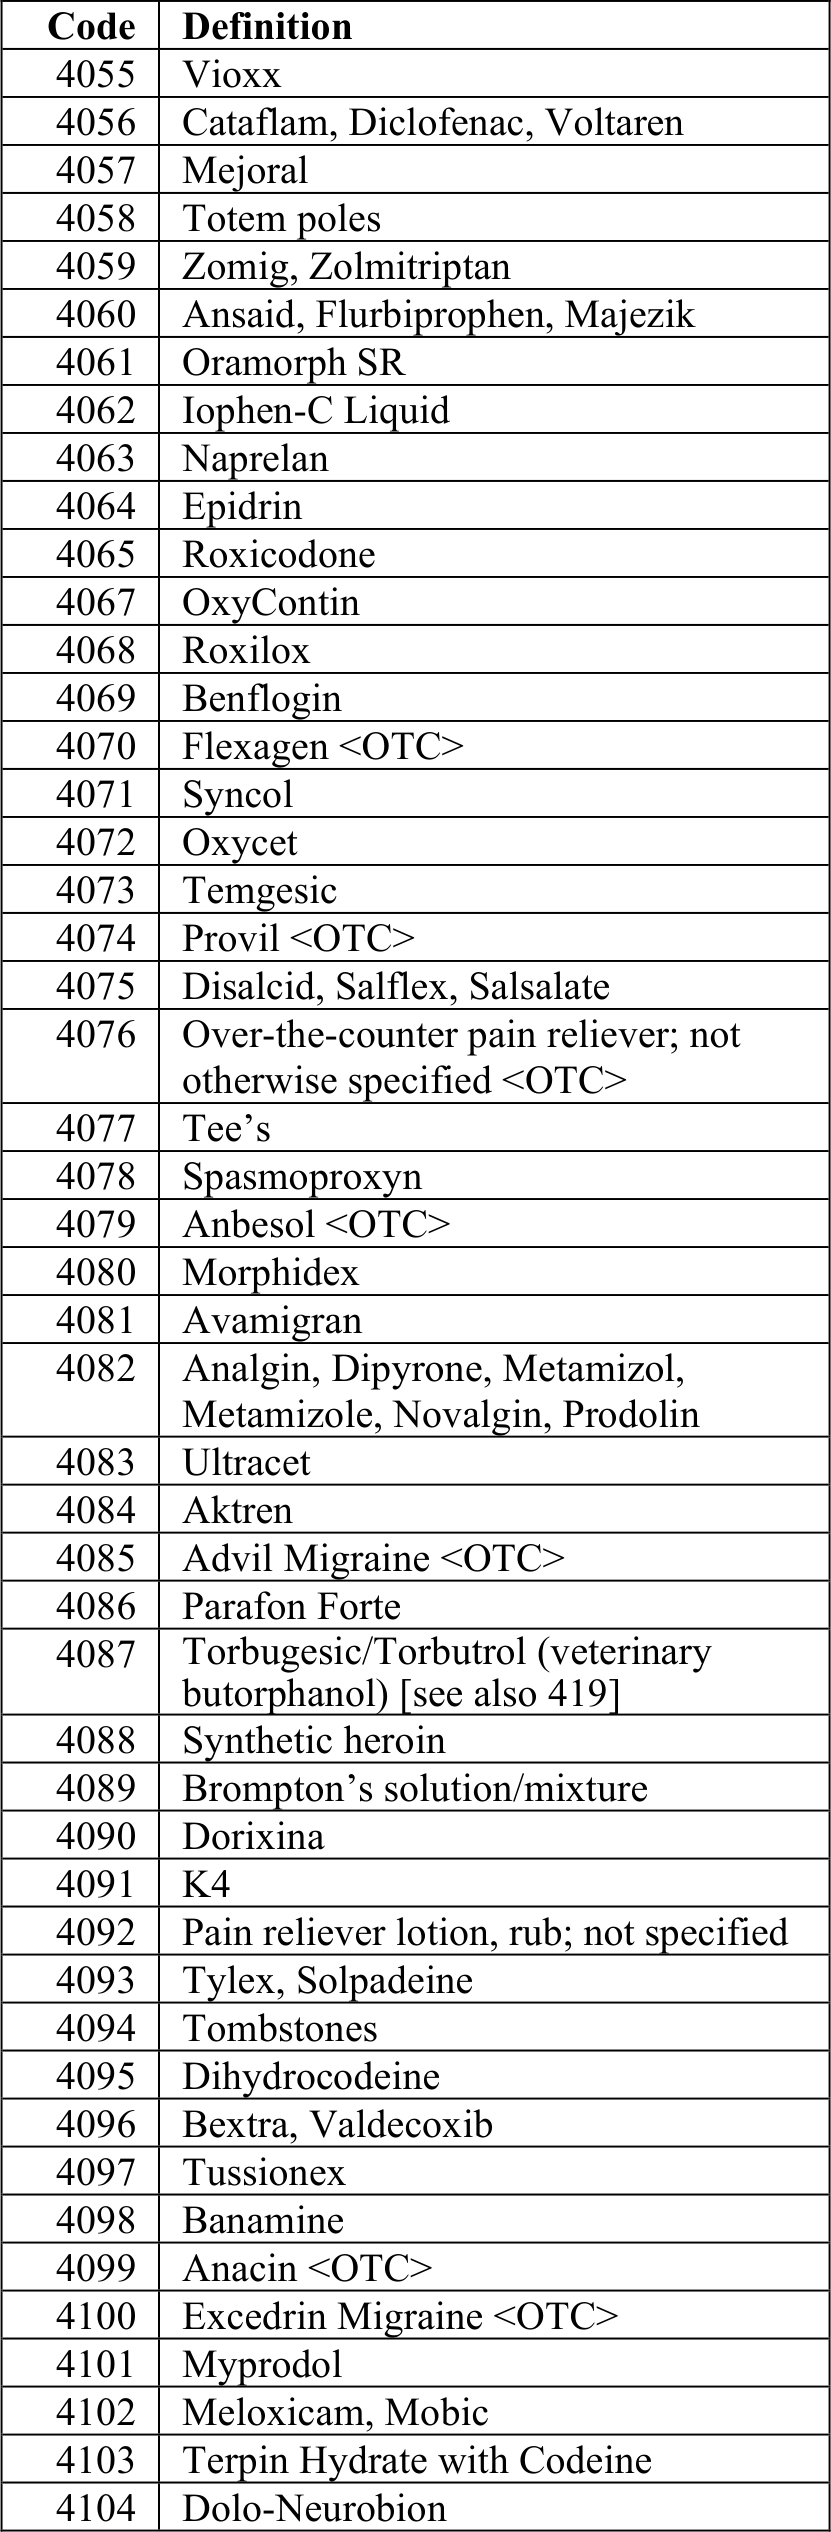 Code Definition
4055 Vioxx
4056 Cataflam, Diclofenac, Voltaren
4057 Mejoral
4058 Totem poles
4059 Zomig, Zolmitriptan
4060 Ansaid, Flurbiprophen, Majezik
4061 Oramorph SR
4062 Iophen-C Liquid
4063 Naprelan
4064 Epidrin
4065 Roxicodone
4067 OxyContin
4068 Roxilox
4069 Benflogin
4070 Flexagen <OTC>
4071 Syncol
4072 Oxycet
4073 Temgesic
4074 Provil <OTC>
4075 Disalcid, Salflex, Salsalate
4076 Over-the-counter pain reliever; not
otherwise specified <OTC>
4077 Tee’s
4078 Spasmoproxyn
4079 Anbesol <OTC>
4080 Morphidex
4081 Avamigran
4082 Analgin, Dipyrone, Metamizol,
Metamizole, Novalgin, Prodolin
4083 Ultracet
4084 Aktren
4085 Advil Migraine <OTC>
4086 Parafon Forte
4087 Torbugesic/Torbutrol (veterinary
butorphanol) [see also 419]
4088 Synthetic heroin
4089 Brompton’s solution/mixture
4090 Dorixina
4091 K4
4092 Pain reliever lotion, rub; not specified
4093 Tylex, Solpadeine
4094 Tombstones
4095 Dihydrocodeine
4096 Bextra, Valdecoxib
4097 Tussionex
4098 Banamine
4099 Anacin <OTC>
4100 Excedrin Migraine <OTC>
4101 Myprodol
4102 Meloxicam, Mobic
4103 Terpin Hydrate with Codeine
4104 Dolo-Neurobion